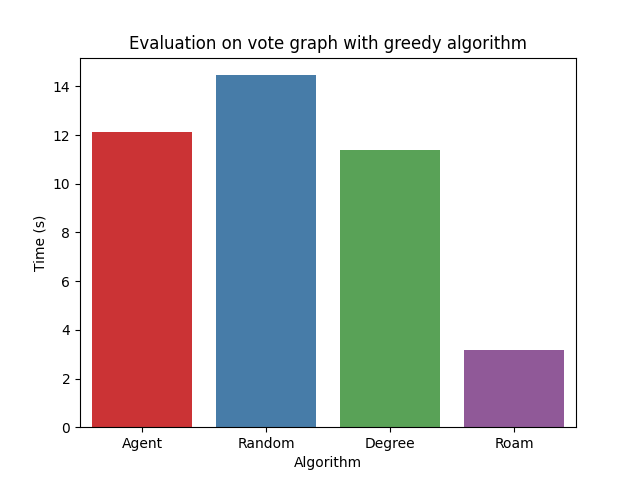 Evaluation on vote graph with greedy algorithm
Time (s)
14
12
10
8
6
4
2
0
Agent Random Degree Roam
Algorithm